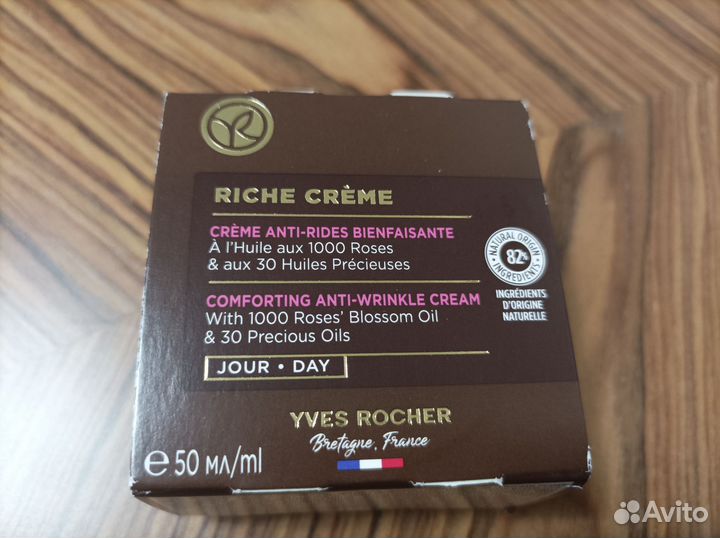 RICHE CRÈME
CRÈME ANTI-RIDES BIENFAISANTE
À l'Huile aux 1000 Roses
& aux 30 Huiles Précieuses
COMFORTING ANTI-WRINKLE CREAM
With 1000 Roses' Blossom Oil
& 30 Precious Oils
JOUR • DAY
NATURAL ORIGIN
82%
INGREDIENTS
INGRÉDIENTS
D'ORIGINE
NATURELLE
YVES ROCHER
Bretagne, France
℮ 50 МЛ/ml
Avito